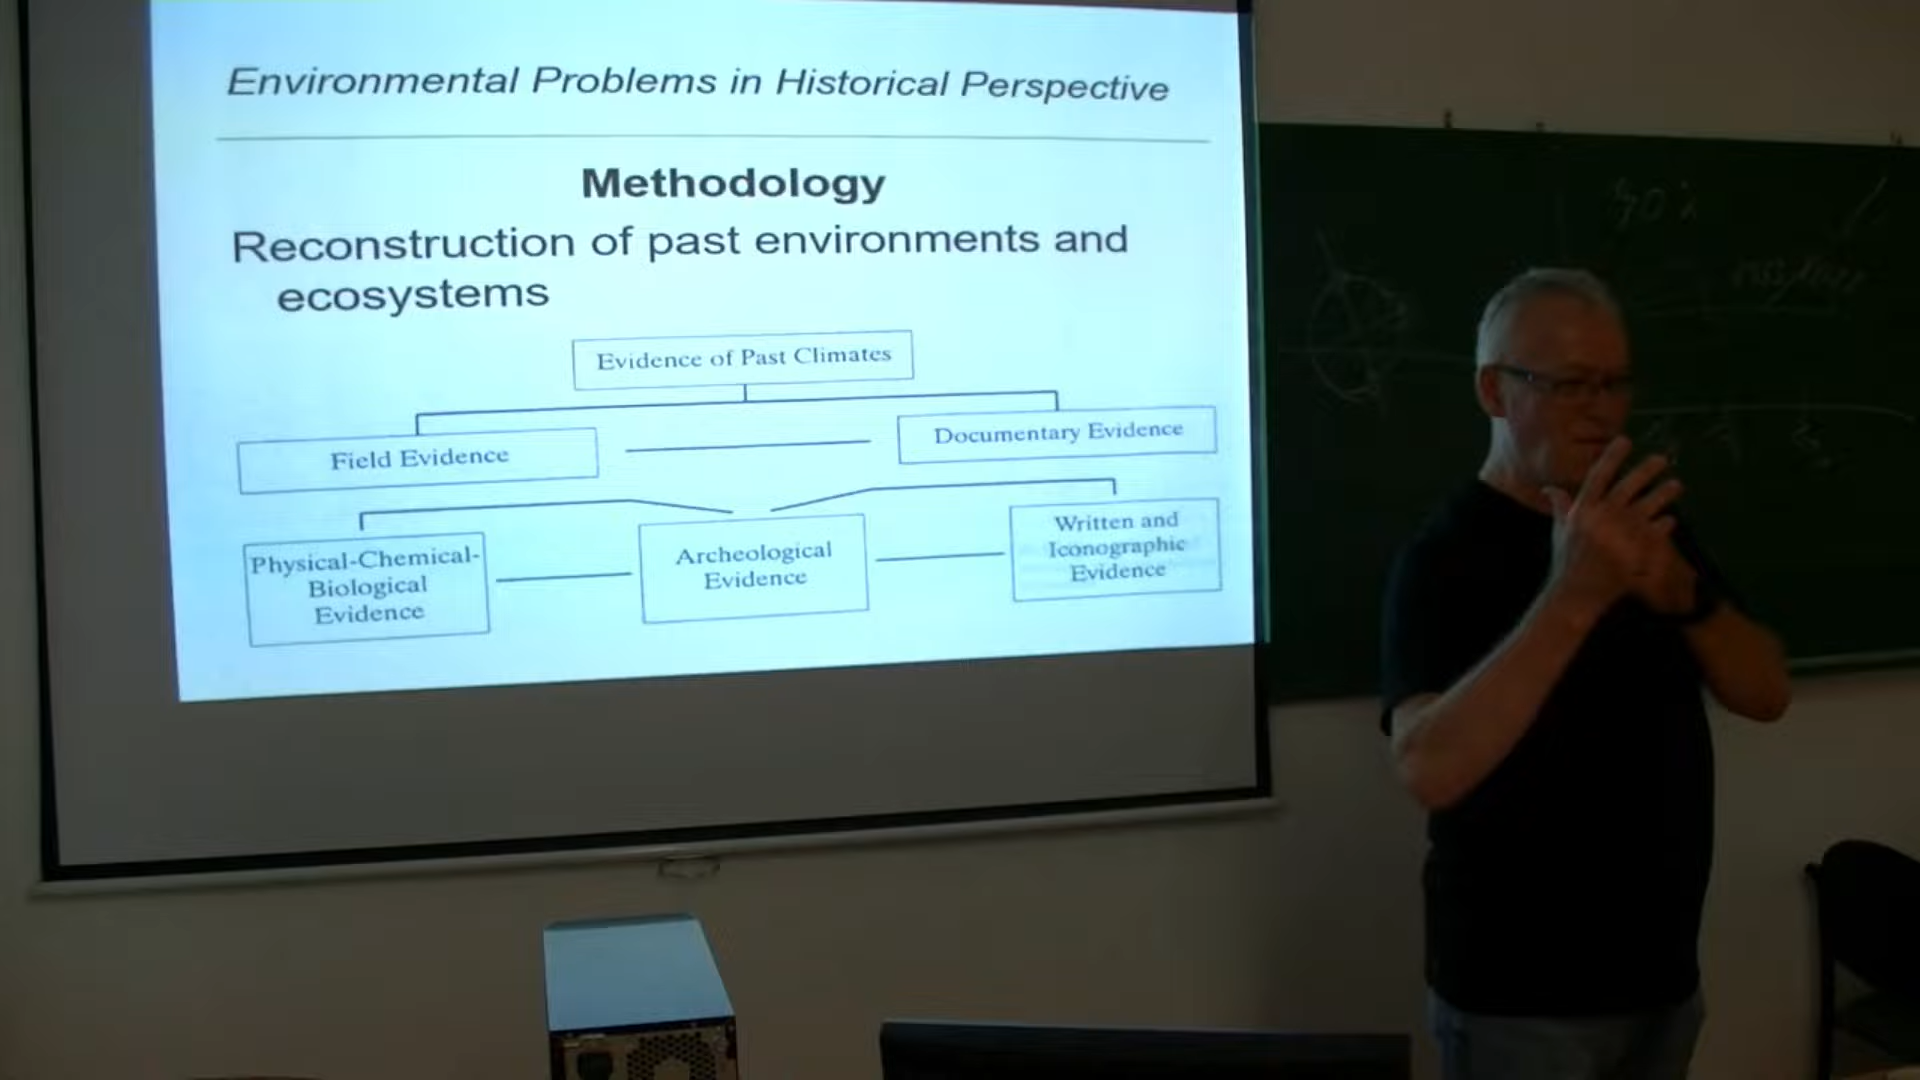 Environmental Problems in Historical Perspective
Methodology
Reconstruction of past environments and
ecosystems
Evidence of Past Climates
Field Evidence
Documentary Evidence
Physical-Chemical-
Biological
Evidence
Archeological
Evidence
Written and
Iconographic
Evidence